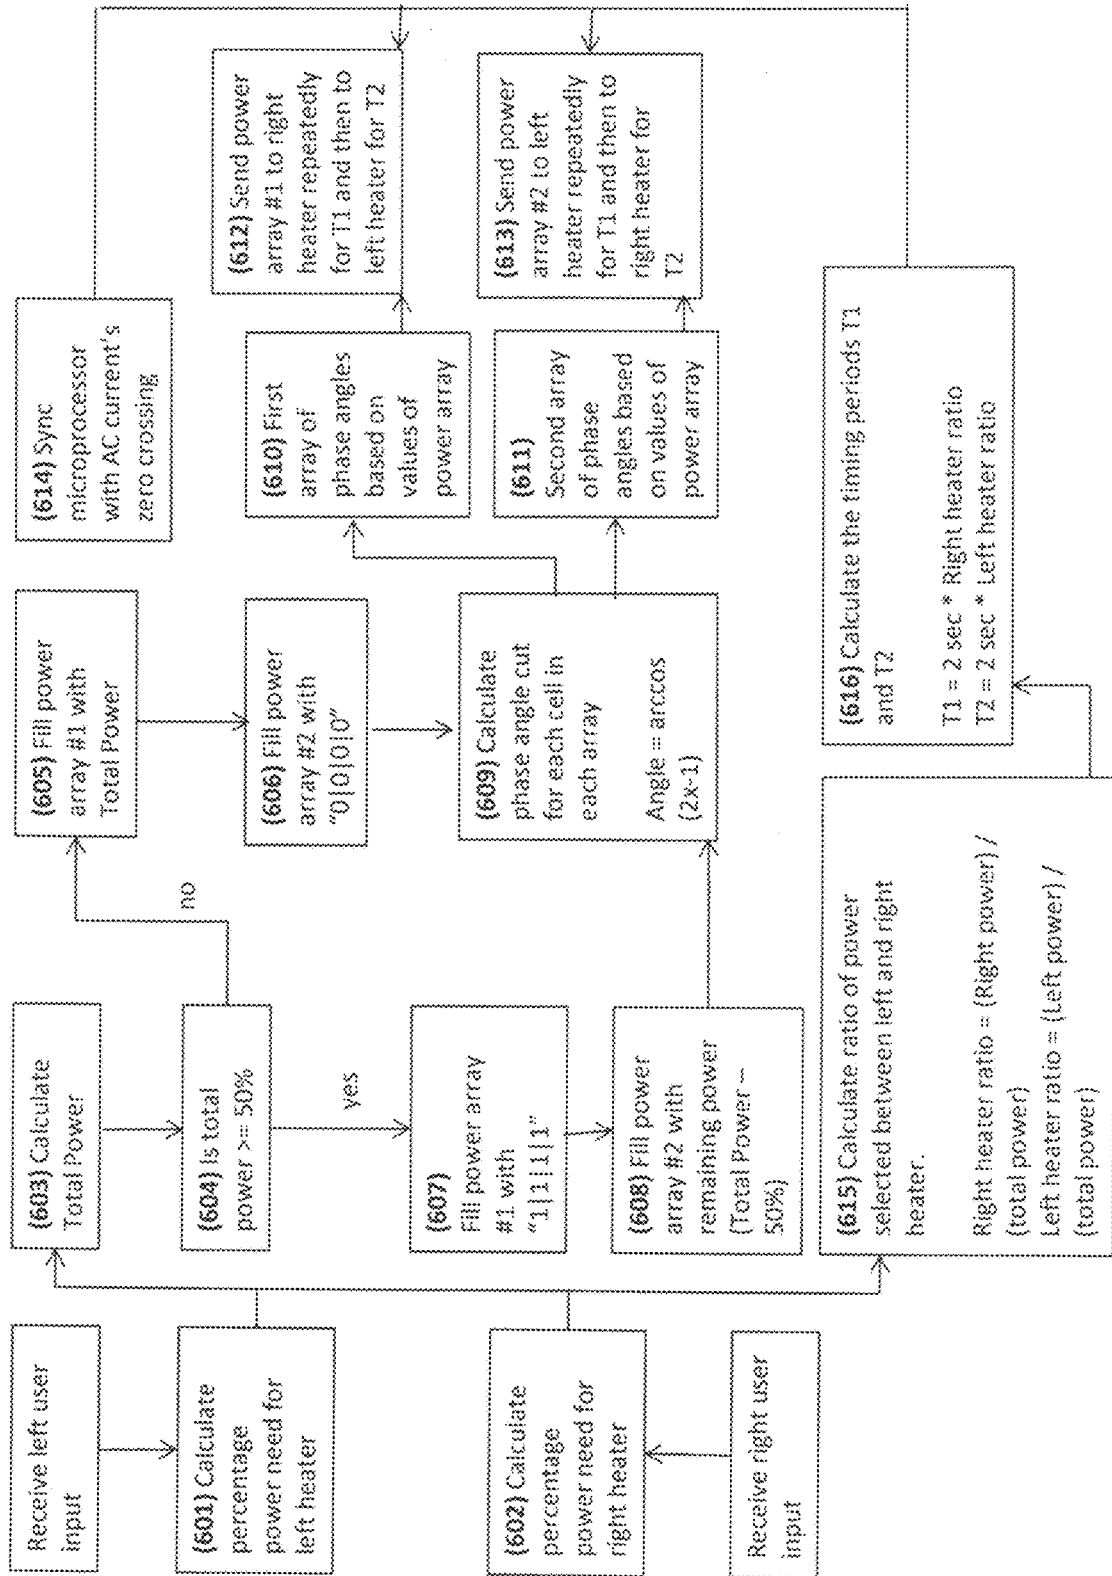 Receive left user
input
(601) Calculate
percentage
power need for
left heater
(602) Calculate
percentage
power need for
right heater
Receive right user
input
(603) Calculate
Total Power
(604) Is total
power >= 50%
no
yes
(605) Fill power
array #1 with
Total Power
(606) Fill power
array #2 with
"0|0|0|0"
(607)
Fill power array
#1 with
"1|1|1|1"
(608) Fill power
array #2 with
remaining power
(Total Power –
50%)
(609) Calculate
phase angle cut
for each cell in
each array
Angle = arccos
(2x-1)
(610) First
array of
phase angles
based on
values of
power array
(611)
Second array
of phase
angles based
on values of
power array
(612) Send power
array #1 to right
heater repeatedly
for T1 and then to
left heater for T2
(613) Send power
array #2 to left
heater repeatedly
for T1 and then to
right heater for
T2
(614) Sync
microprocessor
with AC current's
zero crossing
(615) Calculate ratio of power
selected between left and right
heater.
Right heater ratio = (Right power) /
(total power)
Left heater ratio = (Left power) /
(total power)
(616) Calculate the timing periods T1
and T2
T1 = 2 sec * Right heater ratio
T2 = 2 sec * Left heater ratio